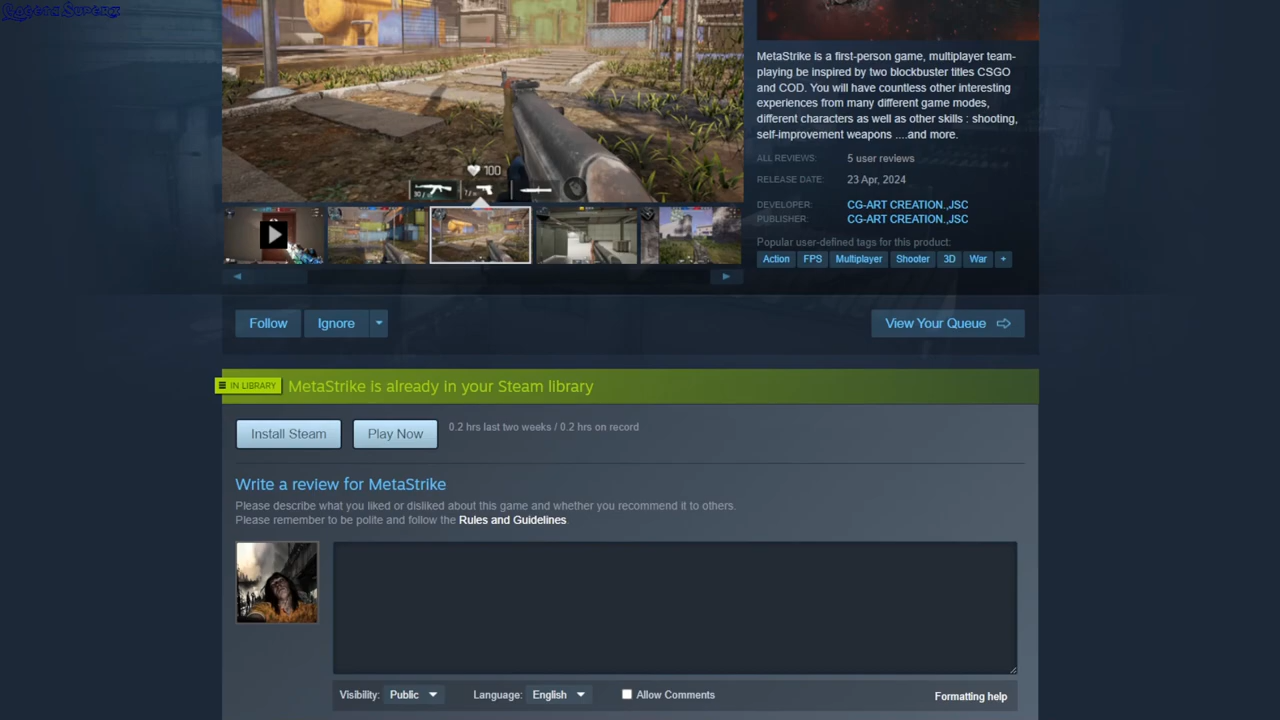 MetaStrike is a first-person game, multiplayer team-
playing be inspired by two blockbuster titles CSGO
and COD. You will have countless other interesting
experiences from many different game modes,
different characters as well as other skills : shooting,
self-improvement weapons ....and more.
ALL REVIEWS: 5 user reviews
RELEASE DATE: 23 Apr, 2024
DEVELOPER: CG-ART CREATION.,JSC
PUBLISHER: CG-ART CREATION.,JSC
Popular user-defined tags for this product:
Action FPS Multiplayer Shooter 3D War +
100
Follow Ignore View Your Queue
IN LIBRARY MetaStrike is already in your Steam library
Install Steam Play Now 0.2 hrs last two weeks / 0.2 hrs on record
Write a review for MetaStrike
Please describe what you liked or disliked about this game and whether you recommend it to others.
Please remember to be polite and follow the Rules and Guidelines.
Visibility: Public Language: English Allow Comments Formatting help